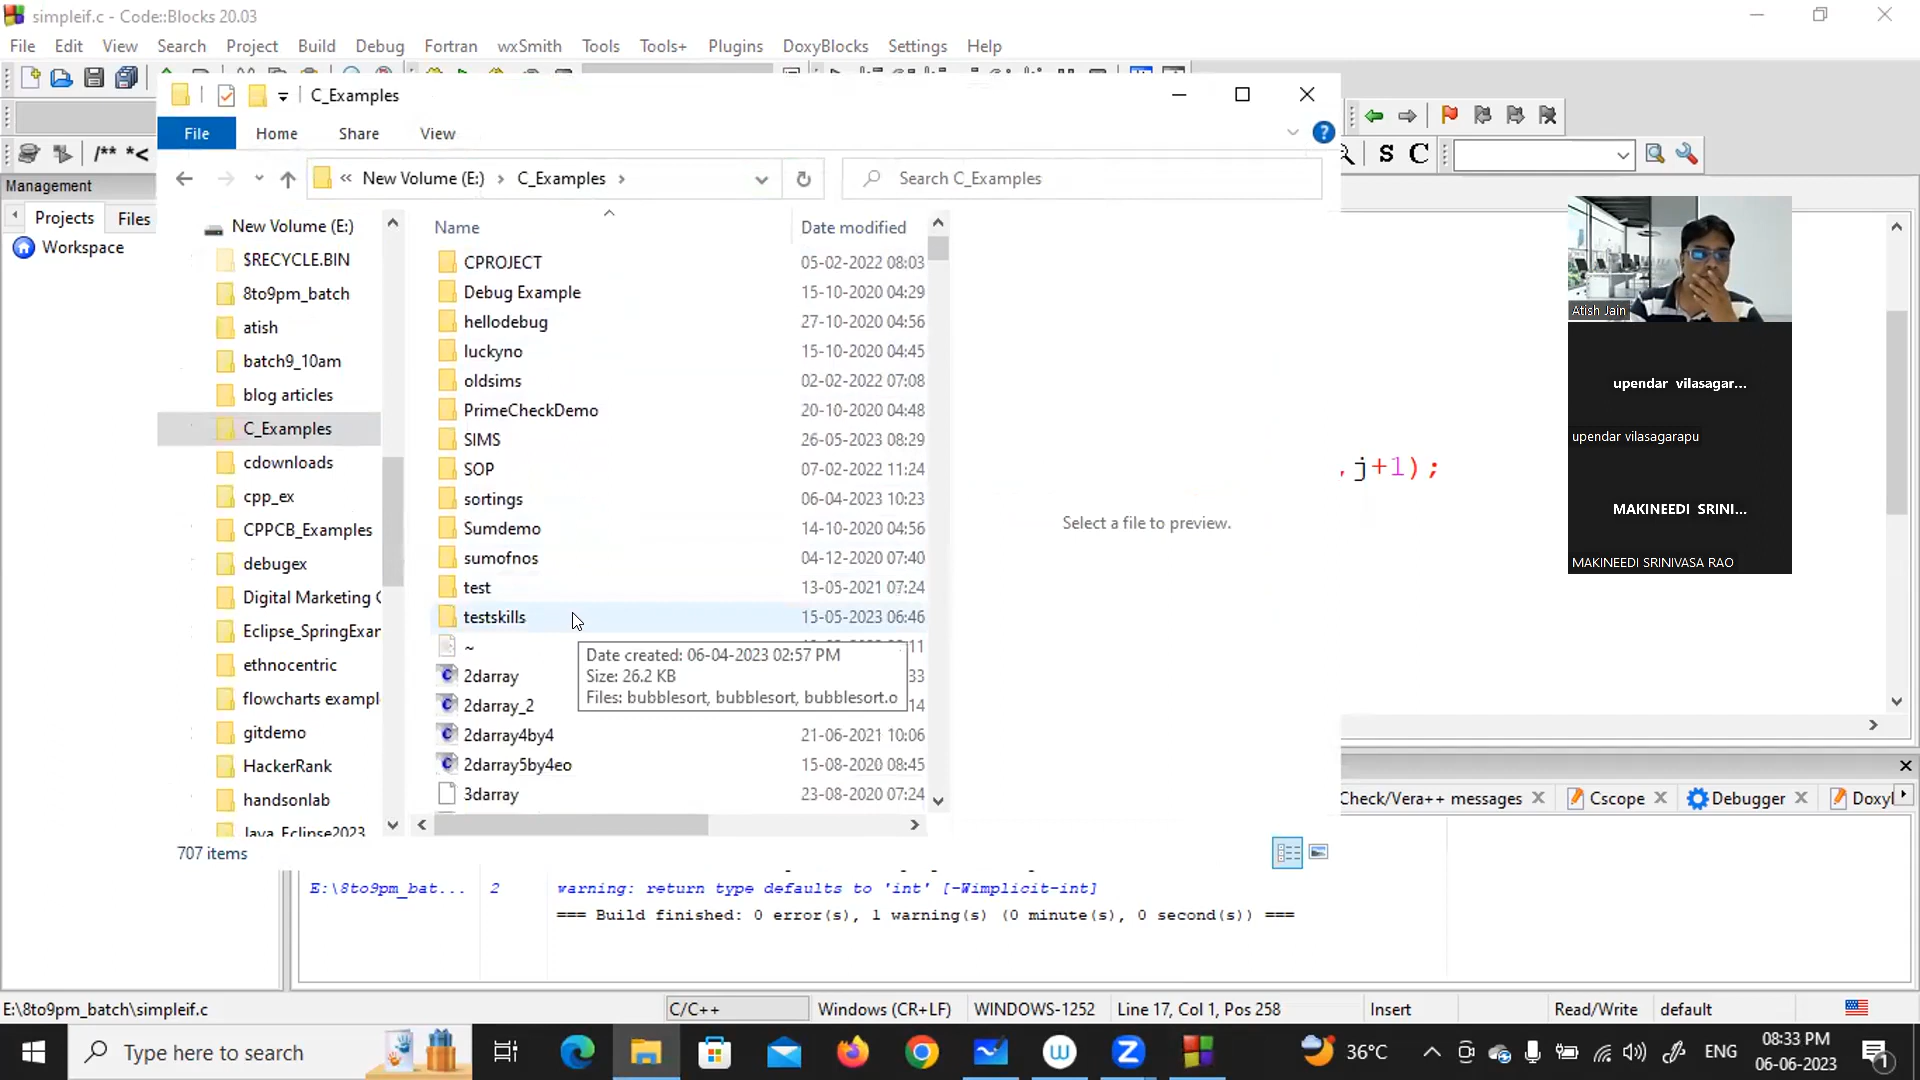 simpleif.c - Code::Blocks 20.03
File Edit View Search Project Build Debug Fortran wxSmith Tools Tools+ Plugins DoxyBlocks Settings Help
C_Examples
File Home Share View
/** *<
S C
« New Volume (E:) › C_Examples ›
Search C_Examples
Management
Projects Files
Workspace
New Volume (E:)
$RECYCLE.BIN
8to9pm_batch
atish
batch9_10am
blog articles
C_Examples
cdownloads
cpp_ex
CPPCB_Examples
debugex
Digital Marketing
Eclipse_SpringExar
ethnocentric
flowcharts exampl
gitdemo
HackerRank
handsonlab
Java_Eclipse2023
Name Date modified
CPROJECT 05-02-2022 08:03
Debug Example 15-10-2020 04:29
hellodebug 27-10-2020 04:56
luckyno 15-10-2020 04:45
oldsims 02-02-2022 07:08
PrimeCheckDemo 20-10-2020 04:48
SIMS 26-05-2023 08:29
SOP 07-02-2022 11:24
sortings 06-04-2023 10:23
Sumdemo 14-10-2020 04:56
sumofnos 04-12-2020 07:40
test 13-05-2021 07:24
testskills 15-05-2023 06:46
~ 11
2darray 33
2darray_2 14
2darray4by4 21-06-2021 10:06
2darray5by4eo 15-08-2020 08:45
3darray 23-08-2020 07:24
Date created: 06-04-2023 02:57 PM
Size: 26.2 KB
Files: bubblesort, bubblesort, bubblesort.o
Select a file to preview.
707 items
,j+1);
Atish Jain
upendar vilasagar...
upendar vilasagarapu
MAKINEEDI SRINI...
MAKINEEDI SRINIVASA RAO
Check/Vera++ messages Cscope Debugger Doxyl
E:\8to9pm_bat... 2 warning: return type defaults to 'int' [-Wimplicit-int]
=== Build finished: 0 error(s), 1 warning(s) (0 minute(s), 0 second(s)) ===
E:\8to9pm_batch\simpleif.c C/C++ Windows (CR+LF) WINDOWS-1252 Line 17, Col 1, Pos 258 Insert Read/Write default
Type here to search
36°C ENG
08:33 PM
06-06-2023
1